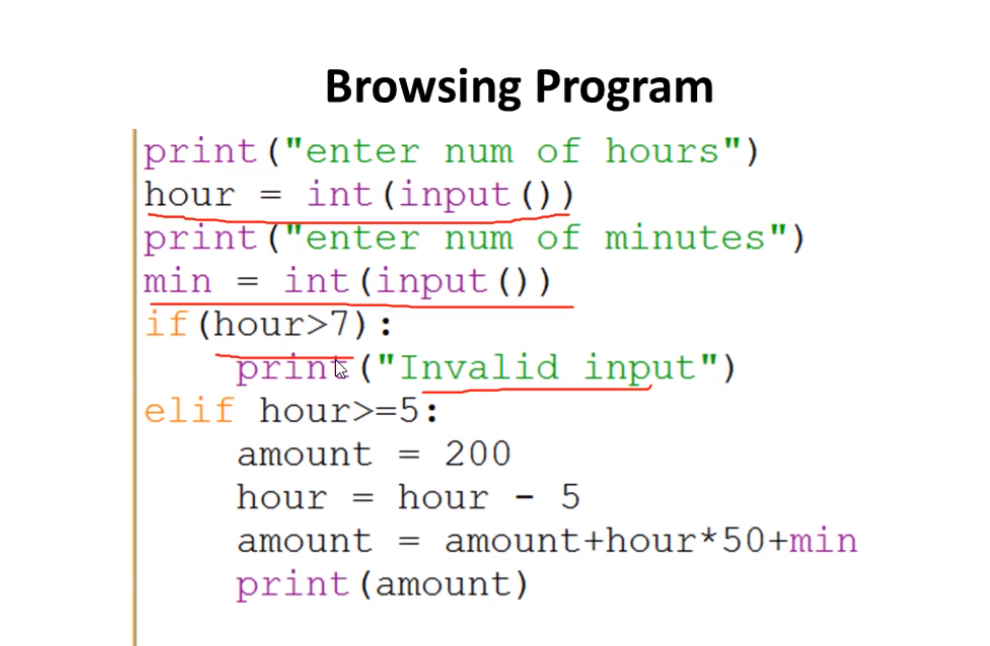 Browsing Program
print("enter num of hours")
hour = int(input())
print("enter num of minutes")
min = int(input())
if(hour>7):
    print("Invalid input")
elif hour>=5:
    amount = 200
    hour = hour - 5
    amount = amount+hour*50+min
    print(amount)